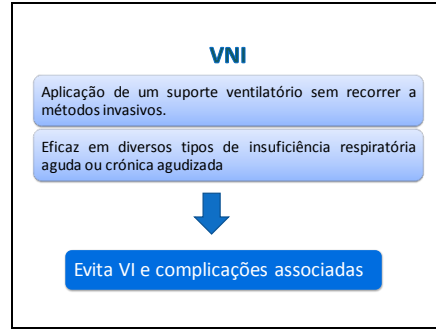 VNI
Aplicação de um suporte ventilatório sem recorrer a
métodos invasivos.
Eficaz em diversos tipos de insuficiência respiratória
aguda ou crónica agudizada
Evita VI e complicações associadas